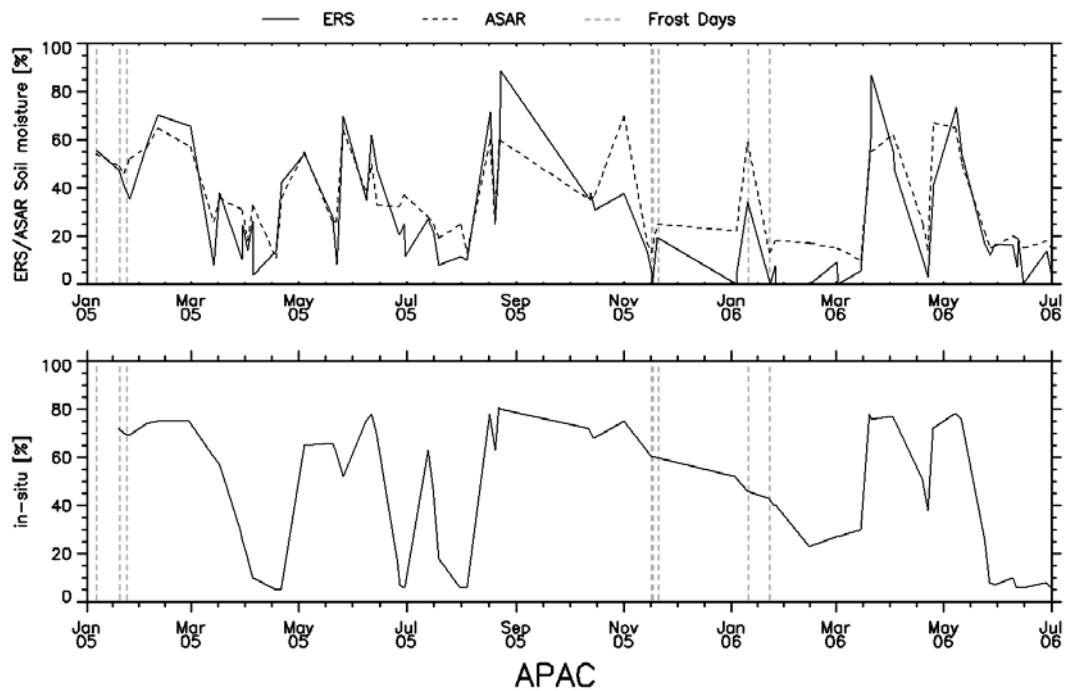 ERS ASAR Frost Days
ERS/ASAR Soil moisture [%]
100
80
60
40
20
0
Jan Mar May Jul Sep Nov Jan Mar May Jul
05 05 05 05 05 05 06 06 06 06
in-situ [%]
100
80
60
40
20
0
Jan Mar May Jul Sep Nov Jan Mar May Jul
05 05 05 05 05 05 06 06 06 06
APAC